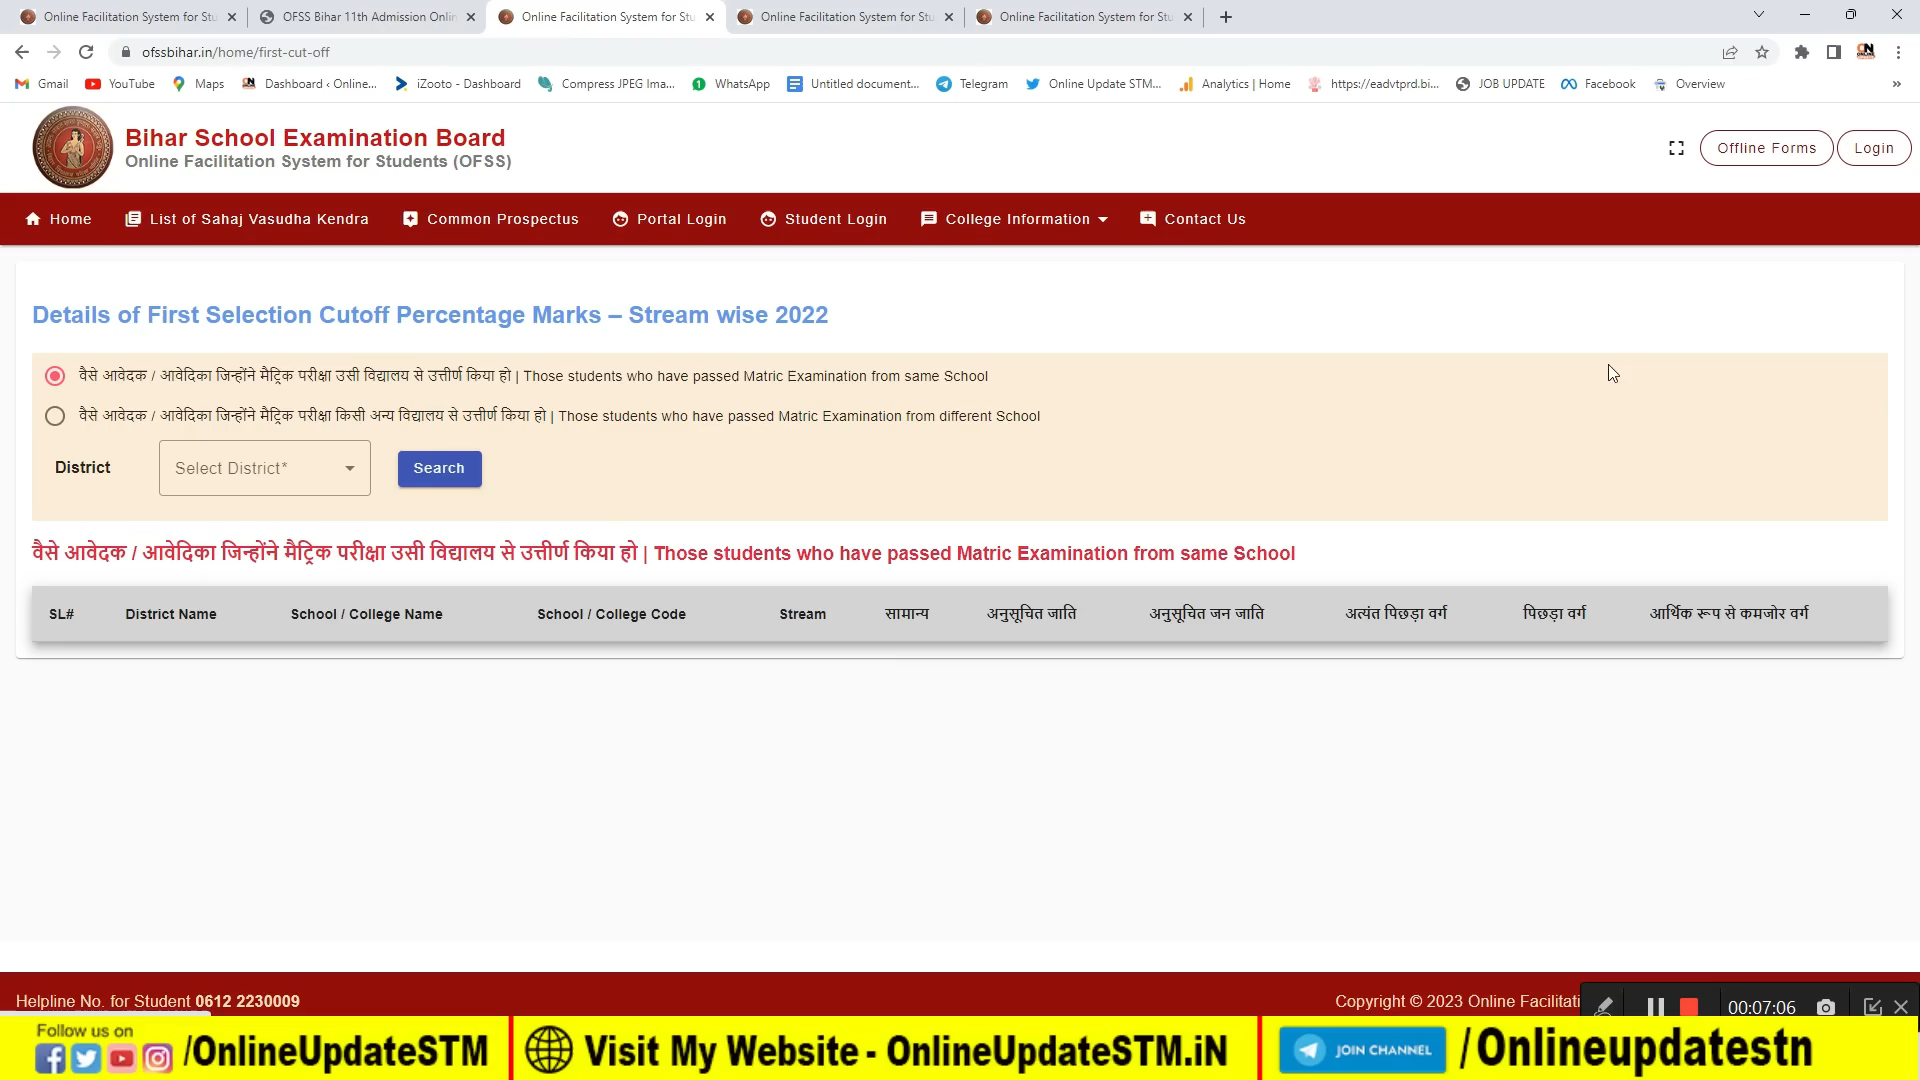 Online Facilitation System for Stu
OFSS Bihar 11th Admission Onlin
Online Facilitation System for Stu
Online Facilitation System for Stu
Online Facilitation System for Stu
ofssbihar.in/home/first-cut-off
Gmail YouTube Maps Dashboard ‹ Online... iZooto - Dashboard Compress JPEG Ima... WhatsApp Untitled document... Telegram Online Update STM... Analytics | Home https://eadvtprd.bi... JOB UPDATE Facebook Overview »
Bihar School Examination Board
Online Facilitation System for Students (OFSS)
Offline Forms Login
Home List of Sahaj Vasudha Kendra Common Prospectus Portal Login Student Login College Information Contact Us
Details of First Selection Cutoff Percentage Marks – Stream wise 2022
वैसे आवेदक / आवेदिका जिन्होंने मैट्रिक परीक्षा उसी विद्यालय से उत्तीर्ण किया हो | Those students who have passed Matric Examination from same School
वैसे आवेदक / आवेदिका जिन्होंने मैट्रिक परीक्षा किसी अन्य विद्यालय से उत्तीर्ण किया हो | Those students who have passed Matric Examination from different School
District Select District* Search
वैसे आवेदक / आवेदिका जिन्होंने मैट्रिक परीक्षा उसी विद्यालय से उत्तीर्ण किया हो | Those students who have passed Matric Examination from same School
SL# District Name School / College Name School / College Code Stream सामान्य अनुसूचित जाति अनुसूचित जन जाति अत्यंत पिछड़ा वर्ग पिछड़ा वर्ग आर्थिक रूप से कमजोर वर्ग
Helpline No. for Student 0612 2230009
Copyright © 2023 Online Facilitati
00:07:06
Follow us on
/OnlineUpdateSTM
Visit My Website - OnlineUpdateSTM.iN
JOIN CHANNEL /Onlineupdatestn